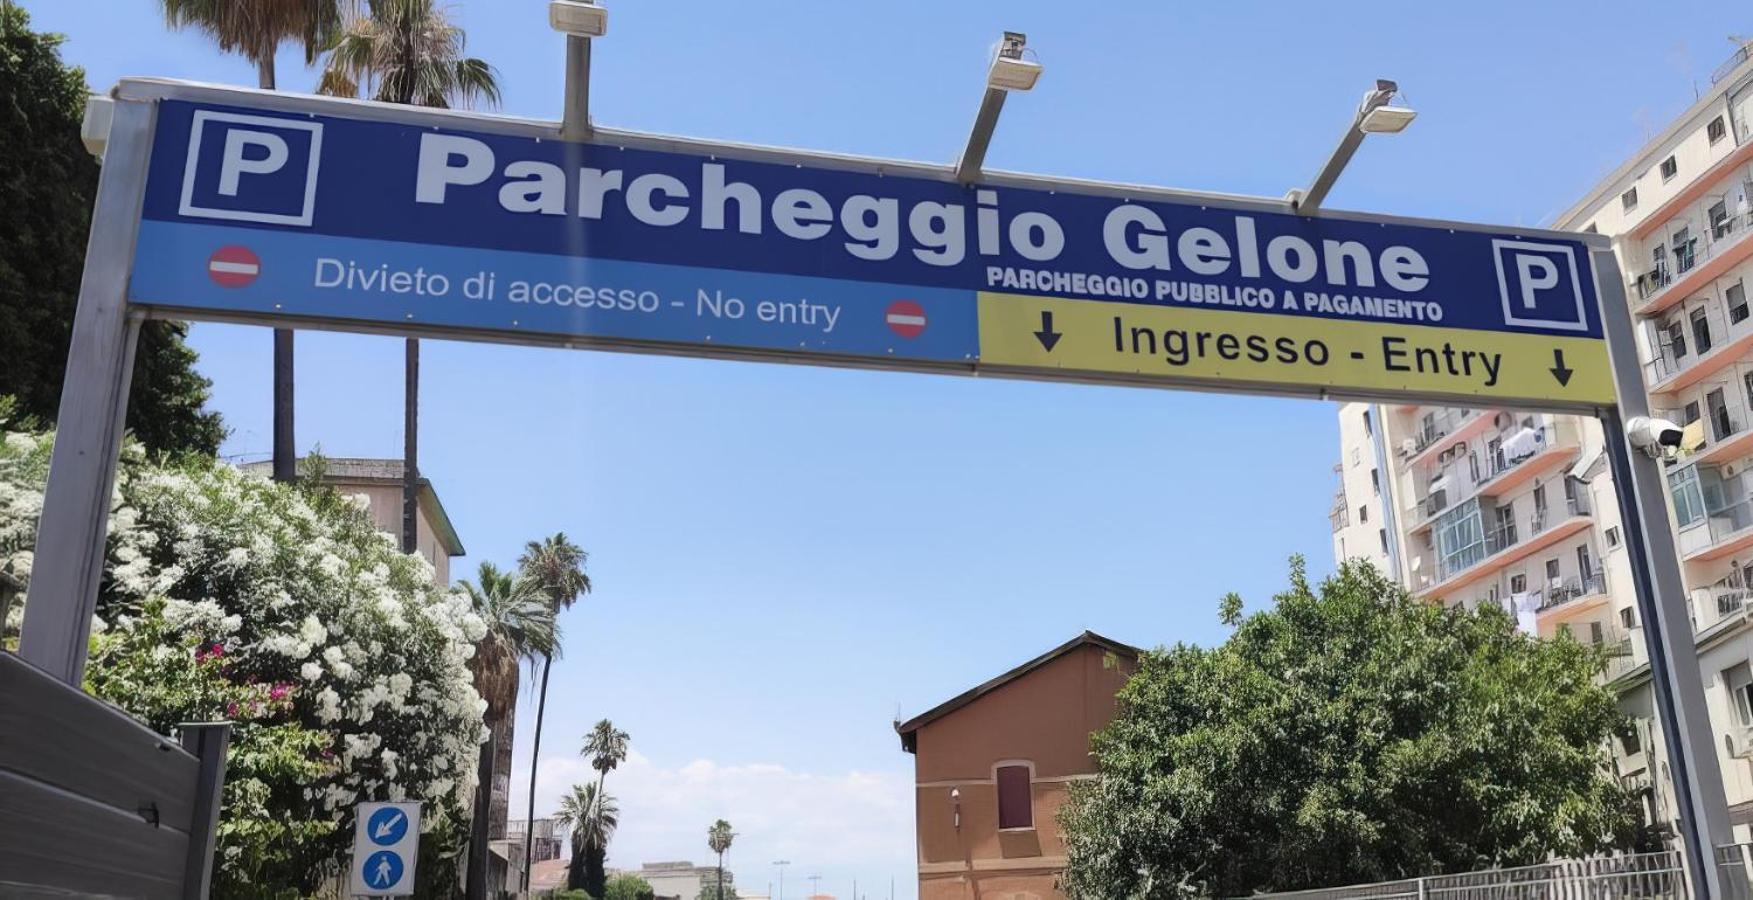 P Parcheggio Gelone P
PARCHEGGIO PUBBLICO A PAGAMENTO
Divieto di accesso - No entry
Ingresso - Entry